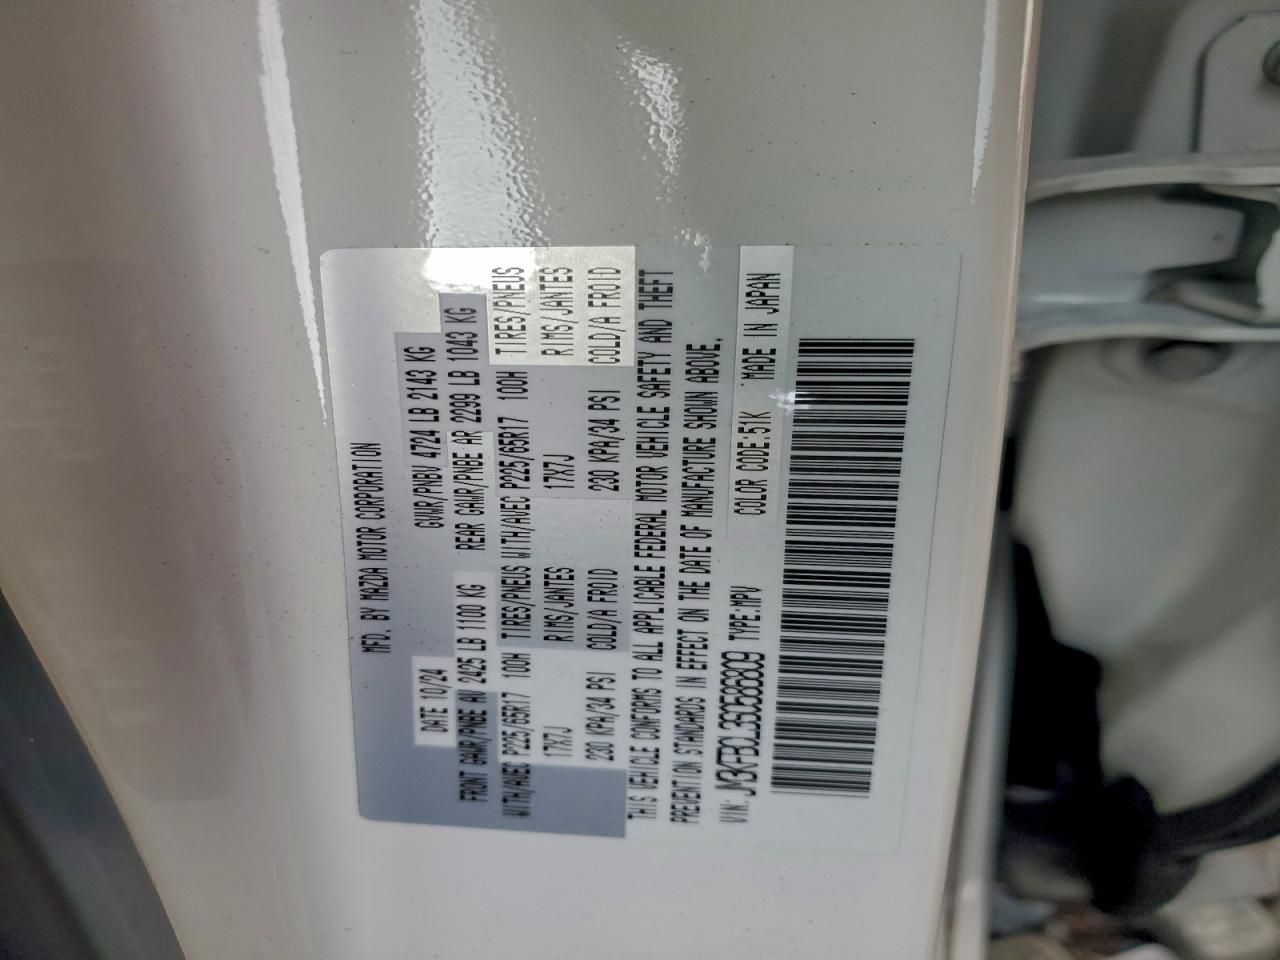 MFD. BY MAZDA MOTOR CORPORATION
DATE 10/24 GVWR/PNBV 4724 LB 2143 KG
FRONT GAWR/PNBE AV 2425 LB 1100 KG REAR GAWR/PNBE AR 2299 LB 1043 KG
WITH/AVEC P225/65R17 100H TIRES/PNEUS WITH/AVEC P225/65R17 100H TIRES/PNEUS
17X7J RIMS/JANTES 17X7J RIMS/JANTES
230 KPA/34 PSI COLD/A FROID 230 KPA/34 PSI COLD/A FROID
THIS VEHICLE CONFORMS TO ALL APPLICABLE FEDERAL MOTOR VEHICLE SAFETY AND THEFT
PREVENTION STANDARDS IN EFFECT ON THE DATE OF MANUFACTURE SHOWN ABOVE.
VIN: JM3KFBCL3S0585809 TYPE:MPV COLOR CODE:51K MADE IN JAPAN